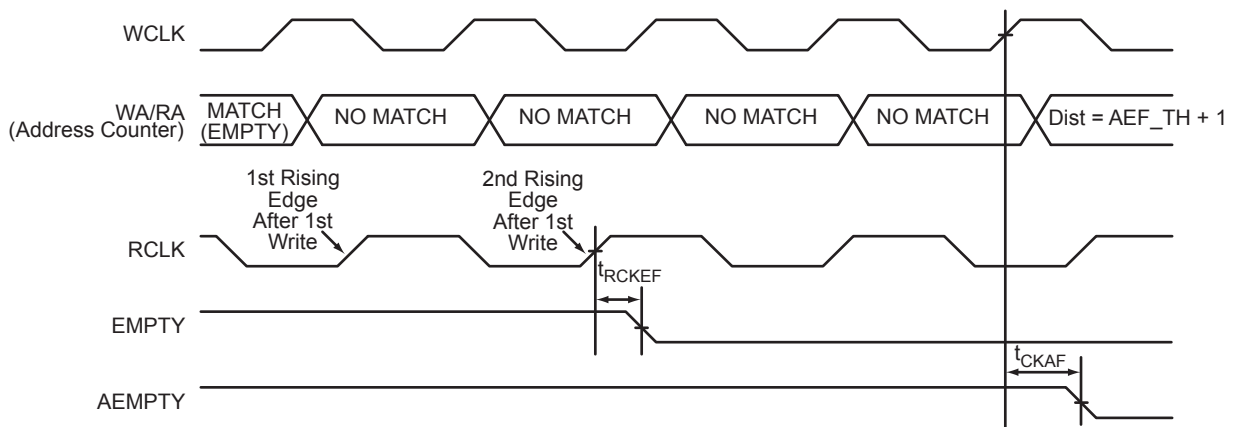 WCLK
WA/RA
(Address Counter)
MATCH
(EMPTY)
NO MATCH
NO MATCH
NO MATCH
NO MATCH
Dist = AEF_TH + 1
1st Rising
Edge
After 1st
Write
2nd Rising
Edge
After 1st
Write
RCLK
tRCKEF
EMPTY
tCKAF
AEMPTY